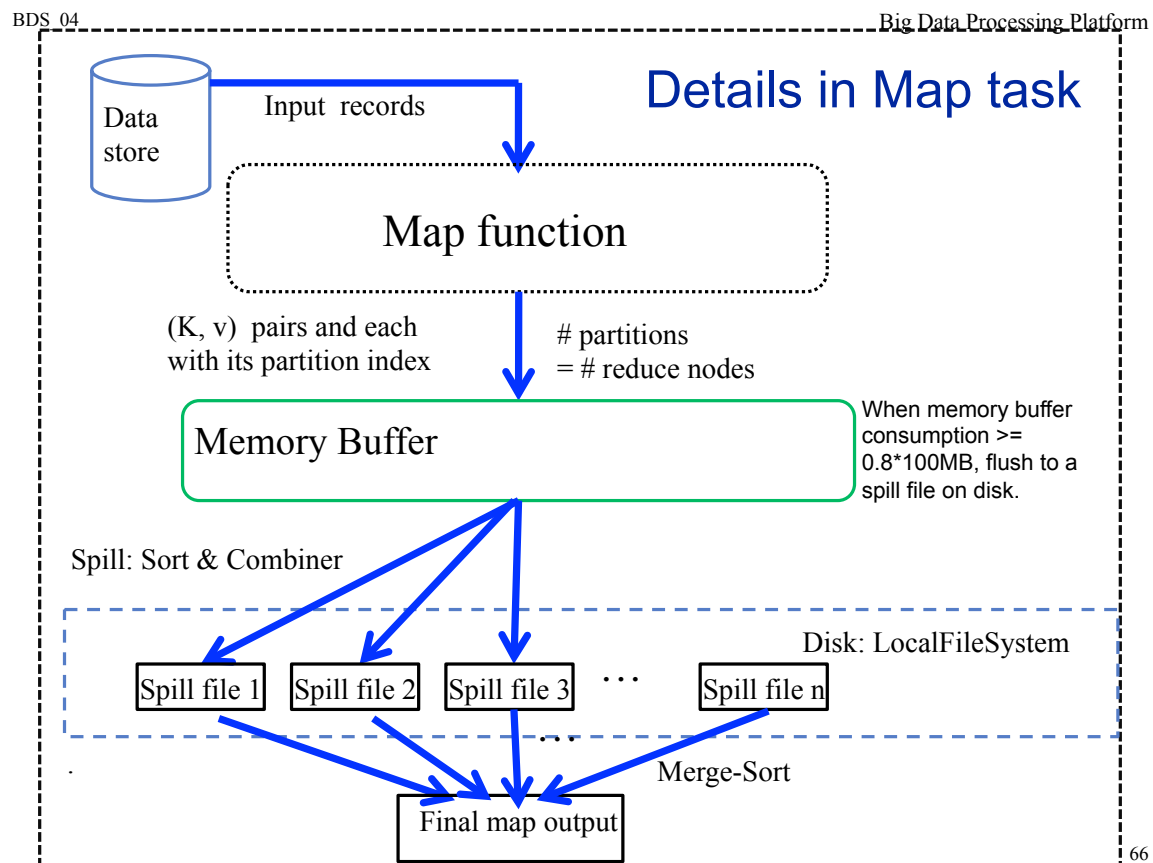 BDS_04
Big Data Processing Platform
Details in Map task
Data
store
Input records
Map function
(K, v) pairs and each
with its partition index
# partitions
= # reduce nodes
Memory Buffer
When memory buffer
consumption >=
0.8*100MB, flush to a
spill file on disk.
Spill: Sort & Combiner
Disk: LocalFileSystem
Spill file 1
Spill file 2
Spill file 3
...
Spill file n
...
.
Merge-Sort
Final map output
66